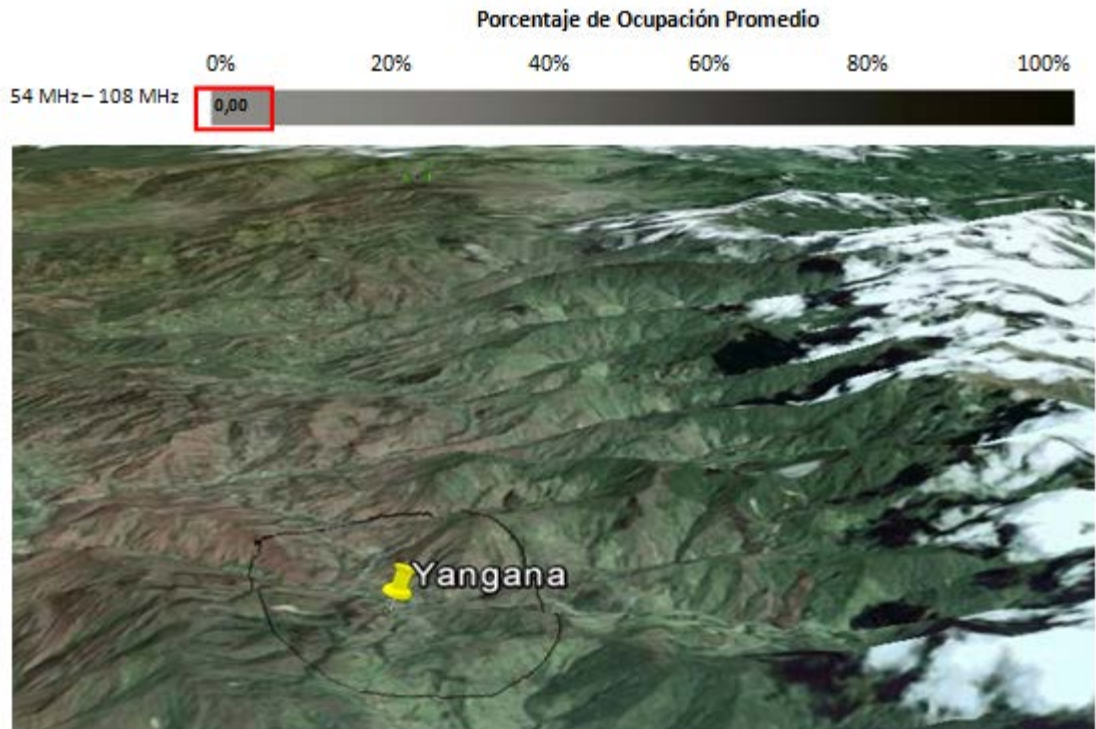 Porcentaje de Ocupación Promedio
0% 20% 40% 60% 80% 100%
54 MHz – 108 MHz 0,00
Yangana